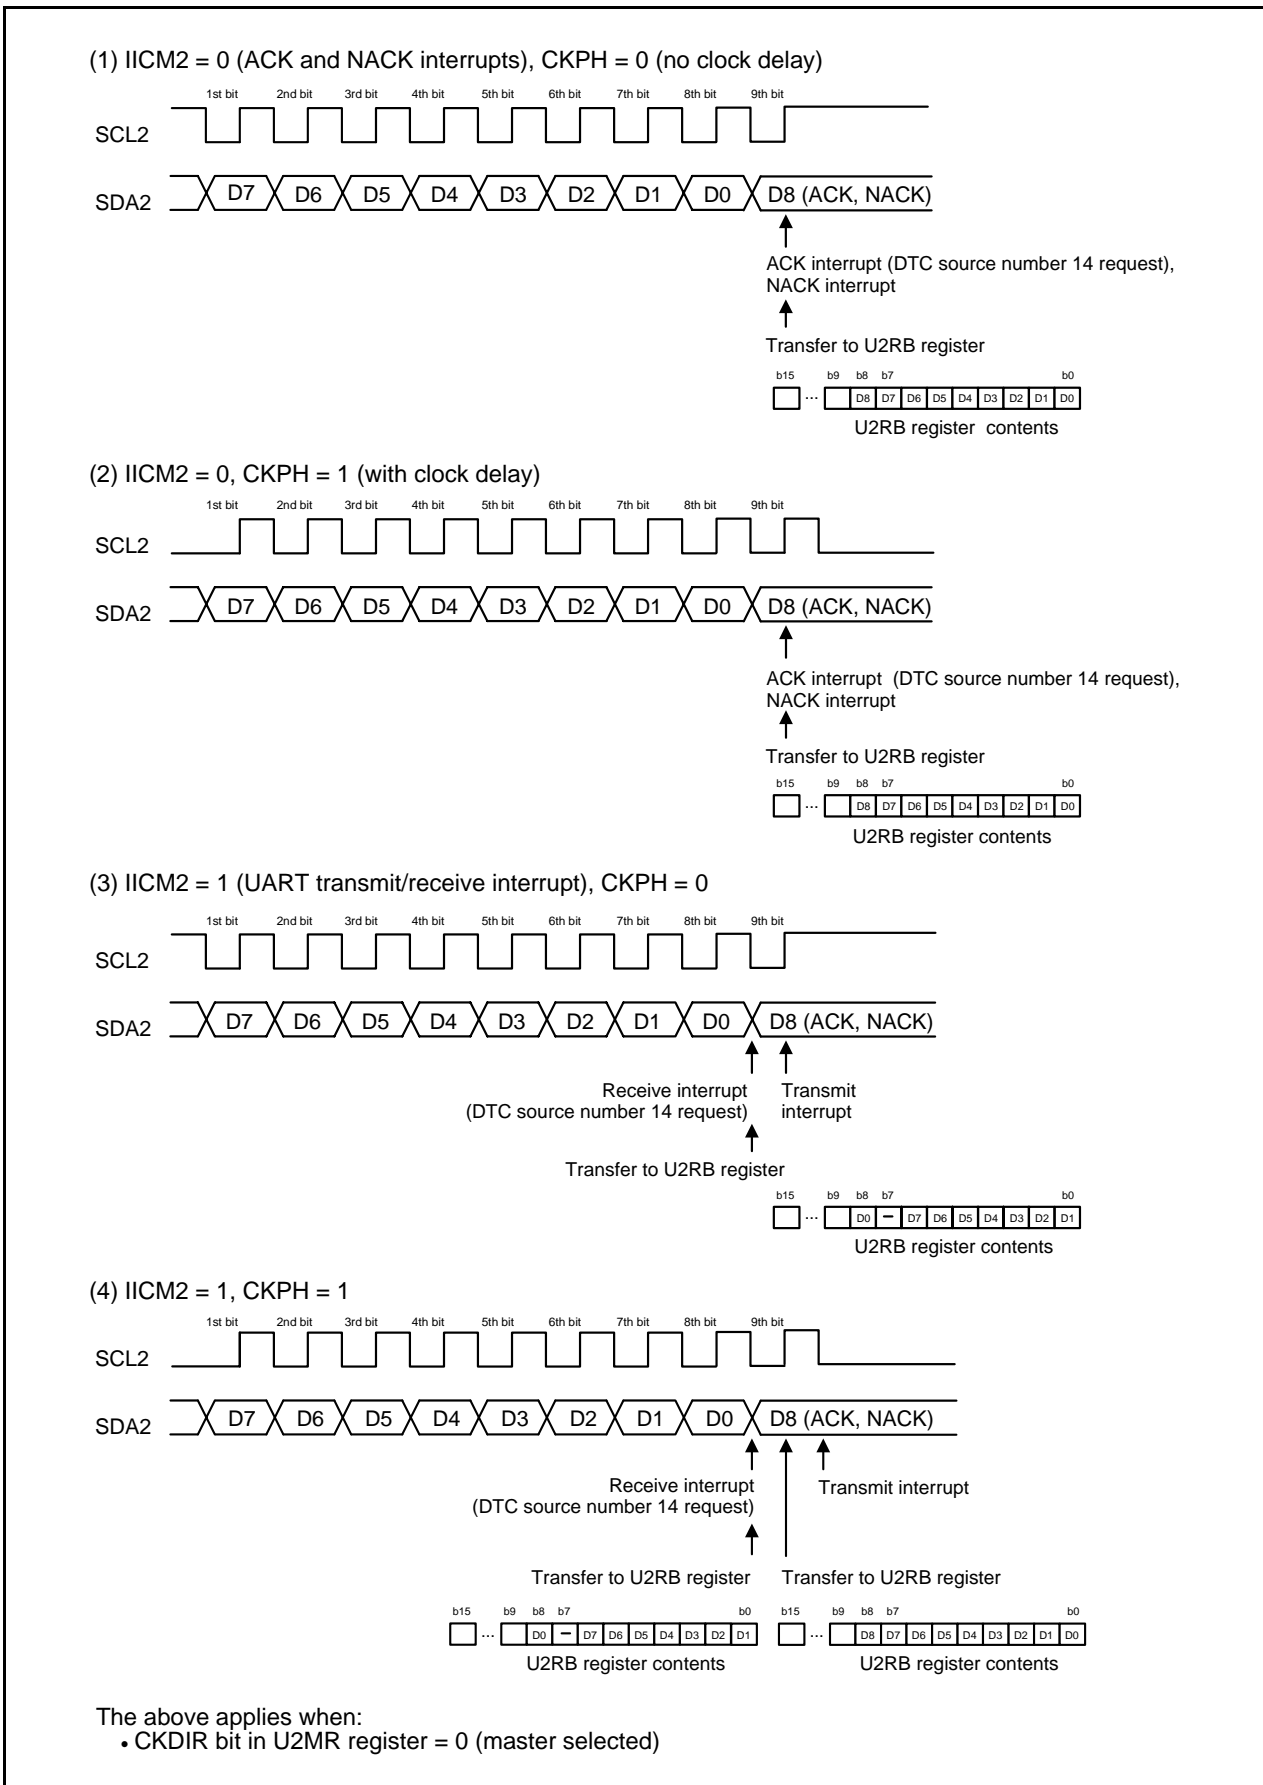 (1) IICM2 = 0 (ACK and NACK interrupts), CKPH = 0 (no clock delay)
1st bit 2nd bit 3rd bit 4th bit 5th bit 6th bit 7th bit 8th bit 9th bit
SCL2
SDA2 D7 D6 D5 D4 D3 D2 D1 D0 D8 (ACK, NACK)
ACK interrupt (DTC source number 14 request),
NACK interrupt
Transfer to U2RB register
b15 b9 b8 b7 b0
... D8 D7 D6 D5 D4 D3 D2 D1 D0
U2RB register contents
(2) IICM2 = 0, CKPH = 1 (with clock delay)
1st bit 2nd bit 3rd bit 4th bit 5th bit 6th bit 7th bit 8th bit 9th bit
SCL2
SDA2 D7 D6 D5 D4 D3 D2 D1 D0 D8 (ACK, NACK)
ACK interrupt (DTC source number 14 request),
NACK interrupt
Transfer to U2RB register
b15 b9 b8 b7 b0
... D8 D7 D6 D5 D4 D3 D2 D1 D0
U2RB register contents
(3) IICM2 = 1 (UART transmit/receive interrupt), CKPH = 0
1st bit 2nd bit 3rd bit 4th bit 5th bit 6th bit 7th bit 8th bit 9th bit
SCL2
SDA2 D7 D6 D5 D4 D3 D2 D1 D0 D8 (ACK, NACK)
Receive interrupt Transmit
(DTC source number 14 request) interrupt
Transfer to U2RB register
b15 b9 b8 b7 b0
... D0 – D7 D6 D5 D4 D3 D2 D1
U2RB register contents
(4) IICM2 = 1, CKPH = 1
1st bit 2nd bit 3rd bit 4th bit 5th bit 6th bit 7th bit 8th bit 9th bit
SCL2
SDA2 D7 D6 D5 D4 D3 D2 D1 D0 D8 (ACK, NACK)
Receive interrupt Transmit interrupt
(DTC source number 14 request)
Transfer to U2RB register Transfer to U2RB register
b15 b9 b8 b7 b0 b15 b9 b8 b7 b0
... D0 – D7 D6 D5 D4 D3 D2 D1 ... D8 D7 D6 D5 D4 D3 D2 D1 D0
U2RB register contents U2RB register contents
The above applies when:
• CKDIR bit in U2MR register = 0 (master selected)